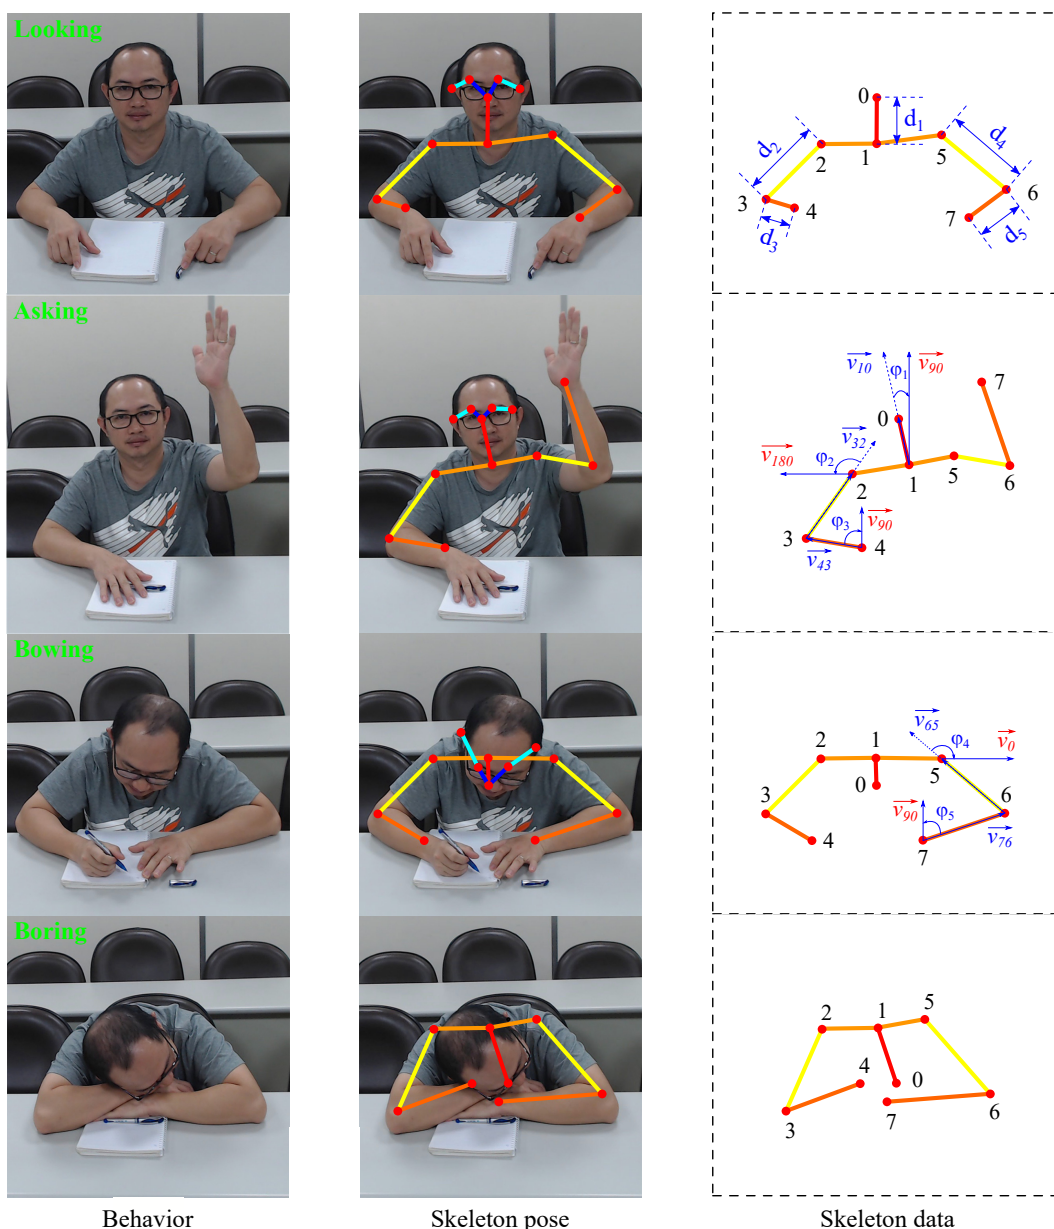 Looking
0
d1
1
2
d2
3
4
d3
5
d4
6
7
d5
Asking
v10
φ1
v90
7
0
v32
v180
φ2
2
1
5
6
3
φ3
v90
4
v43
Bowing
v65
φ4
v0
2
1
5
0
3
4
v90
φ5
6
7
v76
Boring
2
1
5
4
0
3
7
6
Behavior
Skeleton pose
Skeleton data